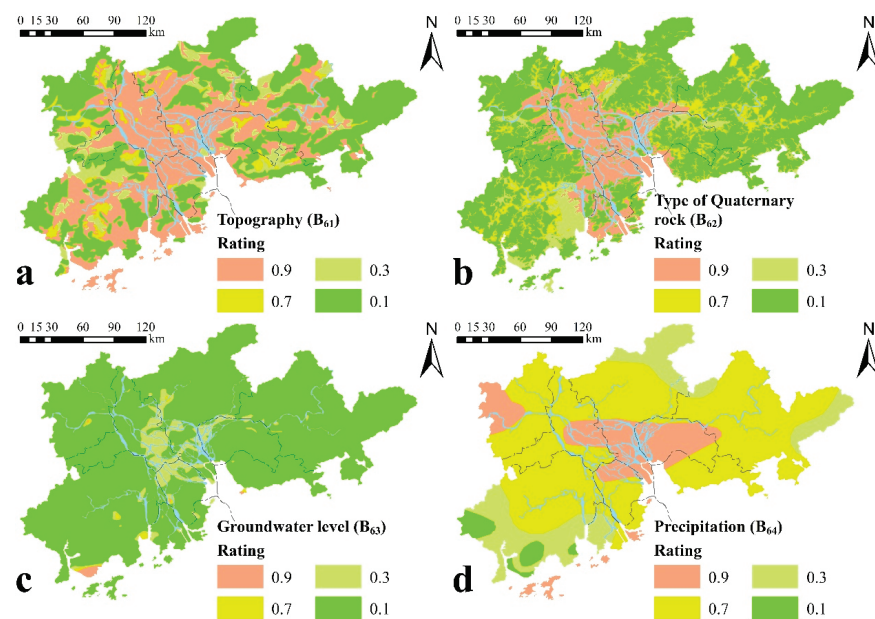 0 15 30 60 90 120
km
N
Topography (B61)
Rating
0.9 0.3
0.7 0.1
a
0 15 30 60 90 120
km
N
Type of Quaternary
rock (B62)
Rating
0.9 0.3
0.7 0.1
b
0 15 30 60 90 120
km
N
Groundwater level (B63)
Rating
0.9 0.3
0.7 0.1
c
0 15 30 60 90 120
km
N
Precipitation (B64)
Rating
0.9 0.3
0.7 0.1
d